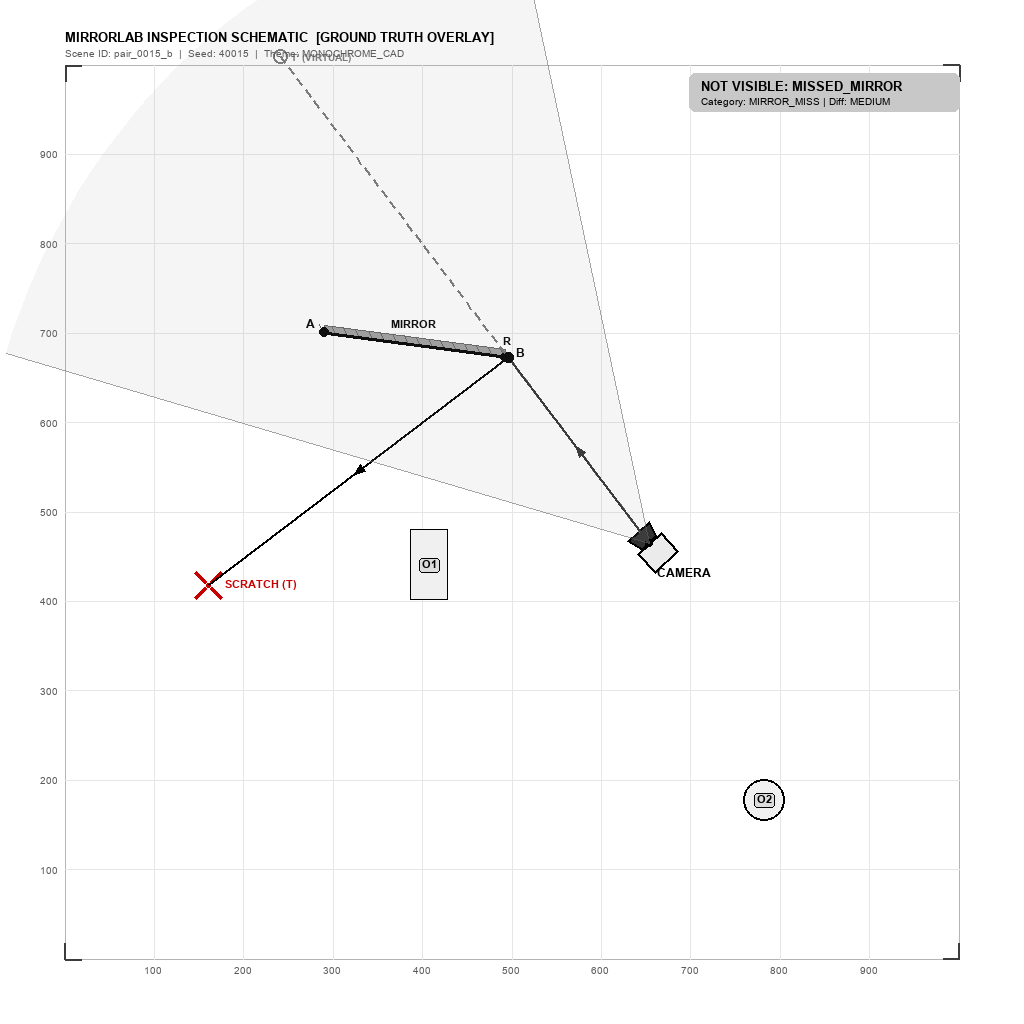 MIRRORLAB INSPECTION SCHEMATIC  [GROUND TRUTH OVERLAY]
Scene ID: pair_0015_b  |  Seed: 40015  |  Theme: MONOCHROME_CAD
T' (VIRTUAL)
NOT VISIBLE: MISSED_MIRROR
Category: MIRROR_MISS | Diff: MEDIUM
900
800
A
MIRROR
700
R
B
600
500
O1
CAMERA
SCRATCH (T)
400
300
200
O2
100
100 200 300 400 500 600 700 800 900